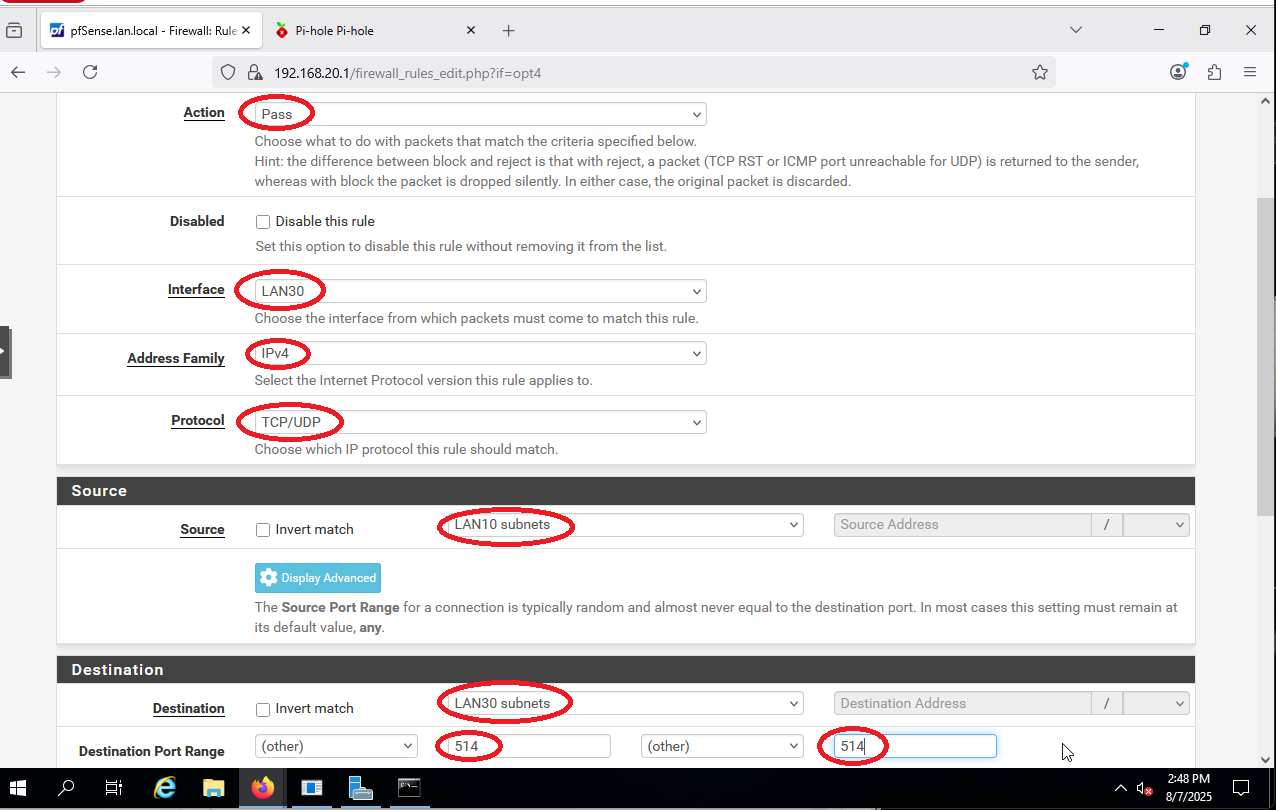 pfSense.lan.local - Firewall: Rule
Pi-hole Pi-hole
192.168.20.1/firewall_rules_edit.php?if=opt4
Action
Pass
Choose what to do with packets that match the criteria specified below.
Hint: the difference between block and reject is that with reject, a packet (TCP RST or ICMP port unreachable for UDP) is returned to the sender,
whereas with block the packet is dropped silently. In either case, the original packet is discarded.
Disabled
Disable this rule
Set this option to disable this rule without removing it from the list.
Interface
LAN30
Choose the interface from which packets must come to match this rule.
Address Family
IPv4
Select the Internet Protocol version this rule applies to.
Protocol
TCP/UDP
Choose which IP protocol this rule should match.
Source
Source
Invert match
LAN10 subnets
Source Address
/
Display Advanced
The Source Port Range for a connection is typically random and almost never equal to the destination port. In most cases this setting must remain at
its default value, any.
Destination
Destination
Invert match
LAN30 subnets
Destination Address
/
Destination Port Range
(other)
514
(other)
514
2:48 PM
8/7/2025